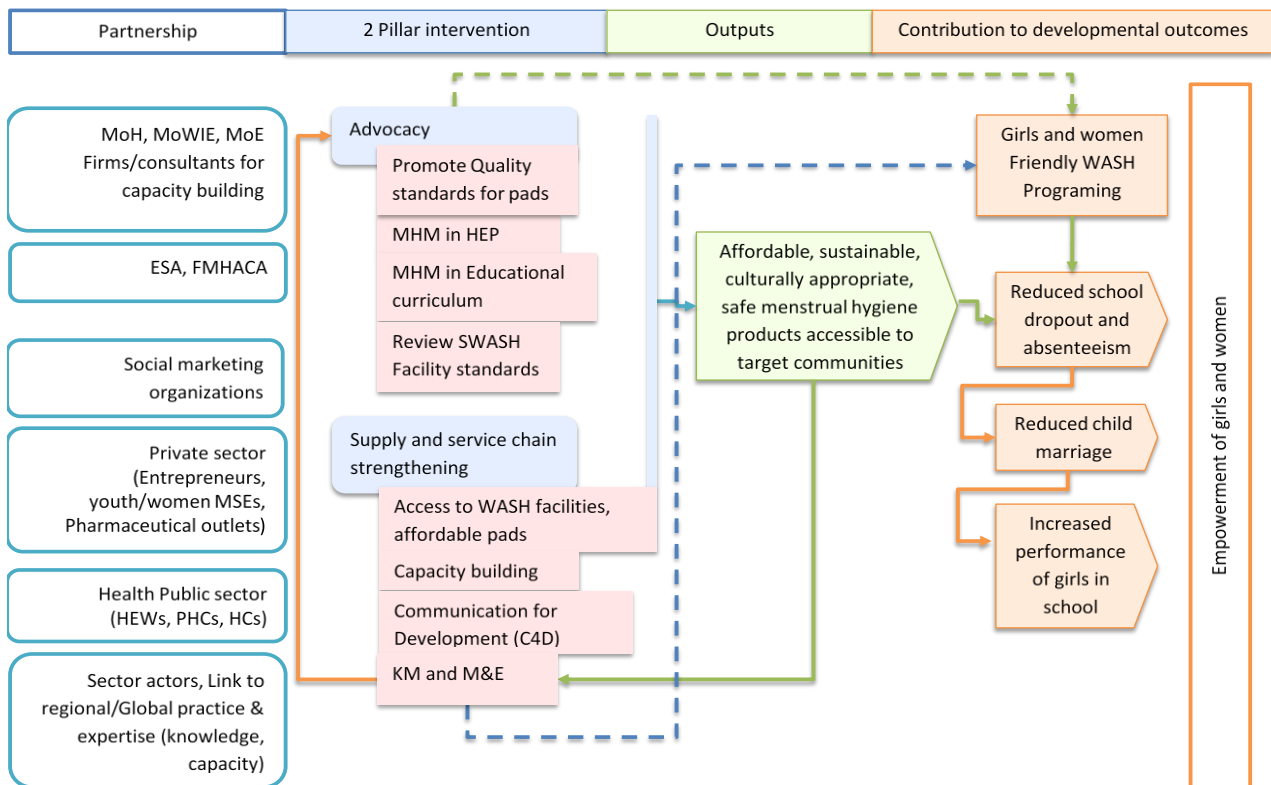 Partnership
2 Pillar intervention
Outputs
Contribution to developmental outcomes
MoH, MoWIE, MoE
Firms/consultants for
capacity building
ESA, FMHACA
Social marketing
organizations
Private sector
(Entrepreneurs,
youth/women MSEs,
Pharmaceutical outlets)
Health Public sector
(HEWs, PHCs, HCs)
Sector actors, Link to
regional/Global practice &
expertise (knowledge,
capacity)
Advocacy
Promote Quality
standards for pads
MHM in HEP
MHM in Educational
curriculum
Review SWASH
Facility standards
Supply and service chain
strengthening
Access to WASH facilities,
affordable pads
Capacity building
Communication for
Development (C4D)
KM and M&E
Affordable, sustainable,
culturally appropriate,
safe menstrual hygiene
products accessible to
target communities
Girls and women
Friendly WASH
Programing
Reduced school
dropout and
absenteeism
Reduced child
marriage
Increased
performance
of girls in
school
Empowerment of girls and women